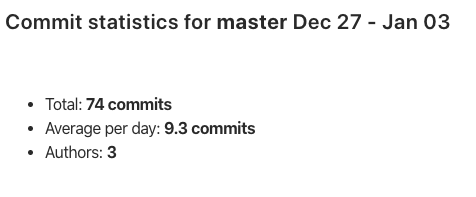 Commit statistics for master Dec 27 - Jan 03
• Total: 74 commits
• Average per day: 9.3 commits
• Authors: 3